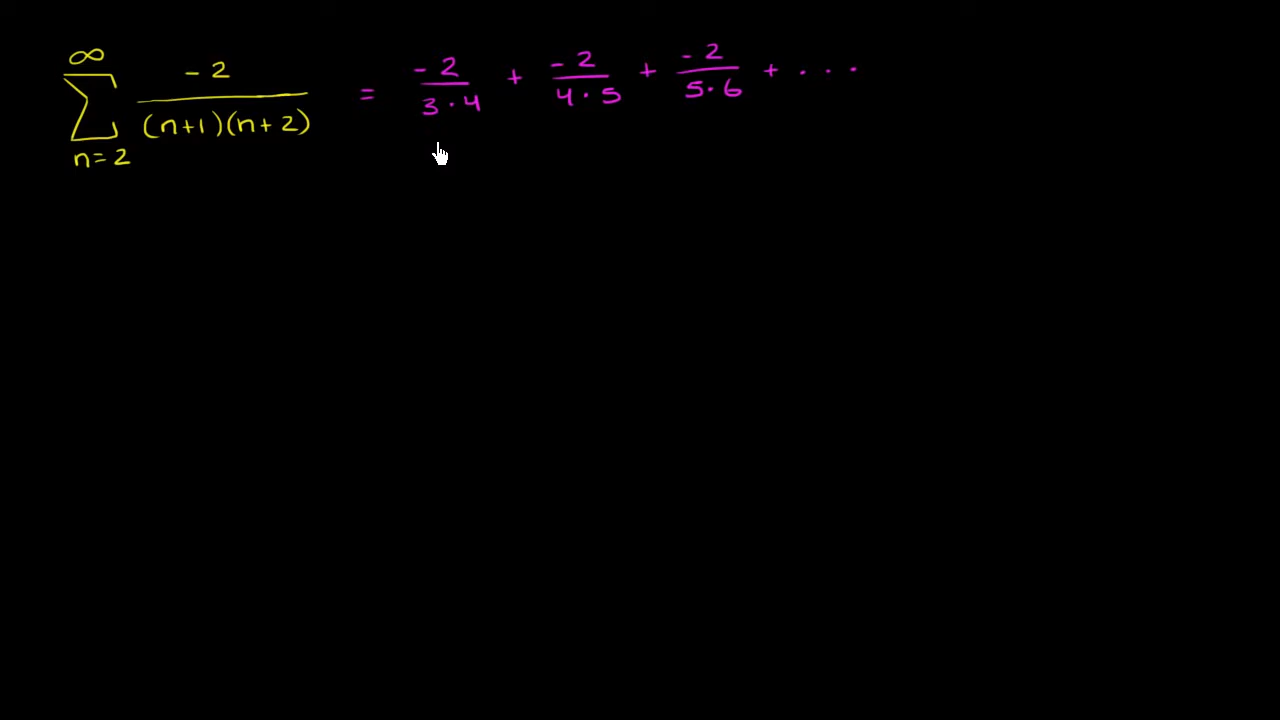 ∞
∑ -2/((n+1)(n+2)) = -2/(3·4) + -2/(4·5) + -2/(5·6) + · · ·
n=2